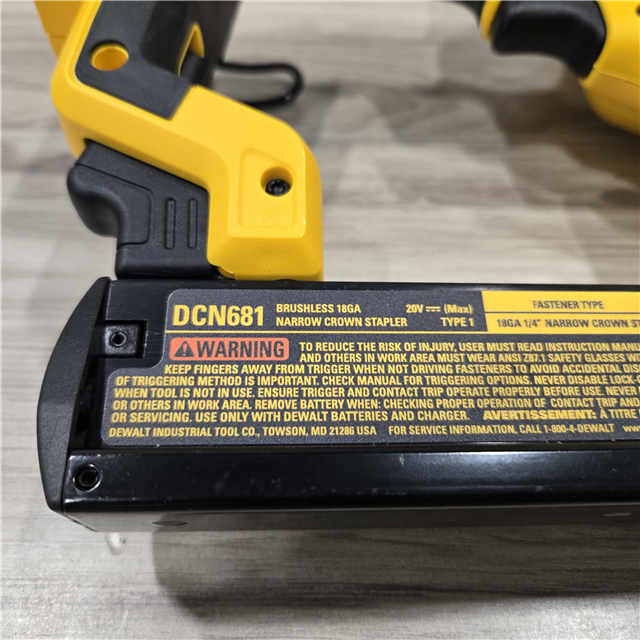 DCN681
BRUSHLESS 18GA
NARROW CROWN STAPLER
20V ⎓ (Max)
TYPE 1
FASTENER TYPE
18GA 1/4" NARROW CROWN
WARNING
TO REDUCE THE RISK OF INJURY, USER MUST READ INSTRUCTION
AND OTHERS IN WORK AREA MUST WEAR ANSI Z87.1 SAFETY GLASSES
KEEP FINGERS AWAY FROM TRIGGER WHEN NOT DRIVING FASTENERS TO AVOID ACCIDENTAL
OF TRIGGERING METHOD IS IMPORTANT. CHECK MANUAL FOR TRIGGERING OPTIONS. NEVER DISABLE LOCK
WHEN TOOL IS NOT IN USE. ENSURE TRIGGER AND CONTACT TRIP OPERATE PROPERLY BEFORE USE. NEVER
OR OTHERS IN WORK AREA. REMOVE BATTERY WHEN: CHECKING PROPER OPERATION OF CONTACT TRIP AND
OR SERVICING. USE ONLY WITH DEWALT BATTERIES AND CHARGER. AVERTISSEMENT: À TITRE
DEWALT INDUSTRIAL TOOL CO., TOWSON, MD 21286 USA FOR SERVICE INFORMATION, CALL 1-800-4-DEWALT